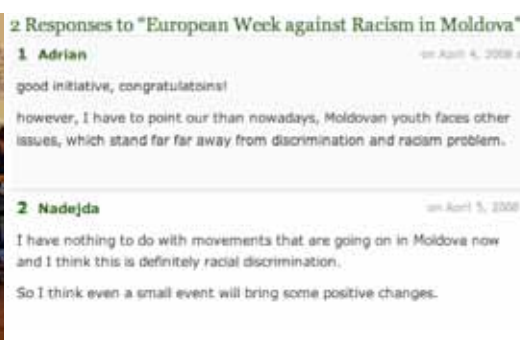 2 Responses to "European Week against Racism in Moldova"
1 Adrian on April 4, 2008
good initiative, congratulatoins!
however, I have to point our than nowadays, Moldovan youth faces other
issues, which stand far far away from discrimination and racism problem.
2 Nadejda on April 5, 2008
I have nothing to do with movements that are going on in Moldova now
and I think this is definitely racial discrimination.
So I think even a small event will bring some positive changes.